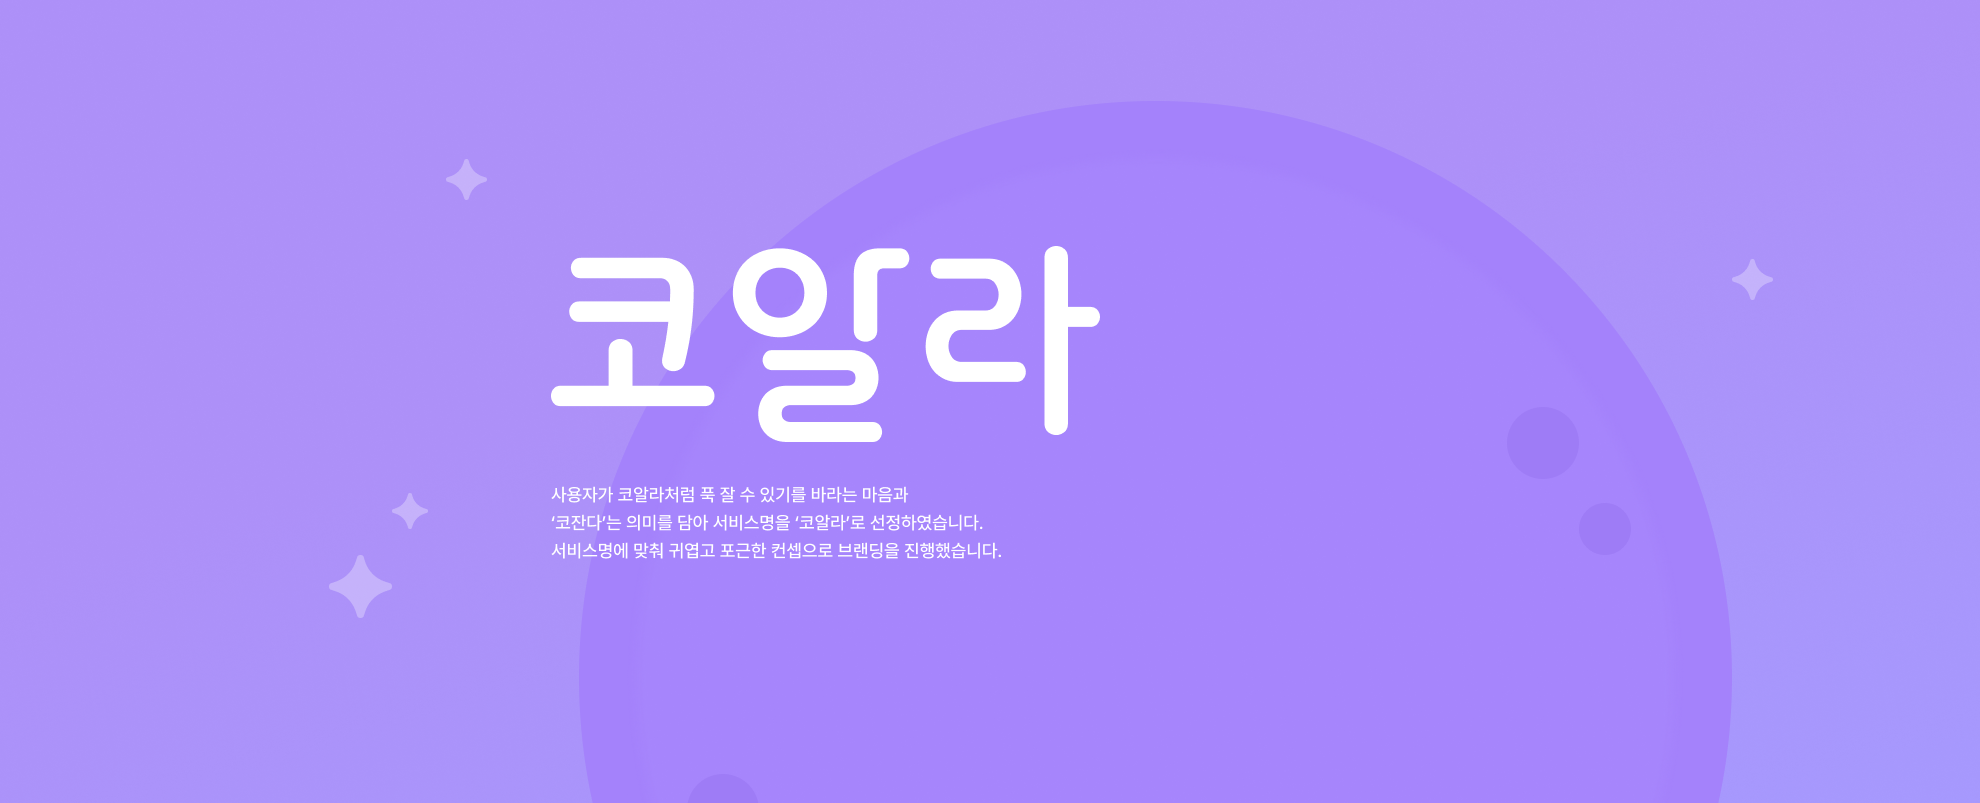 코알라
사용자가 코알라처럼 푹 잘 수 있기를 바라는 마음과
‘코잔다’는 의미를 담아 서비스명을 ‘코알라’로 선정하였습니다.
서비스명에 맞춰 귀엽고 포근한 컨셉으로 브랜딩을 진행했습니다.